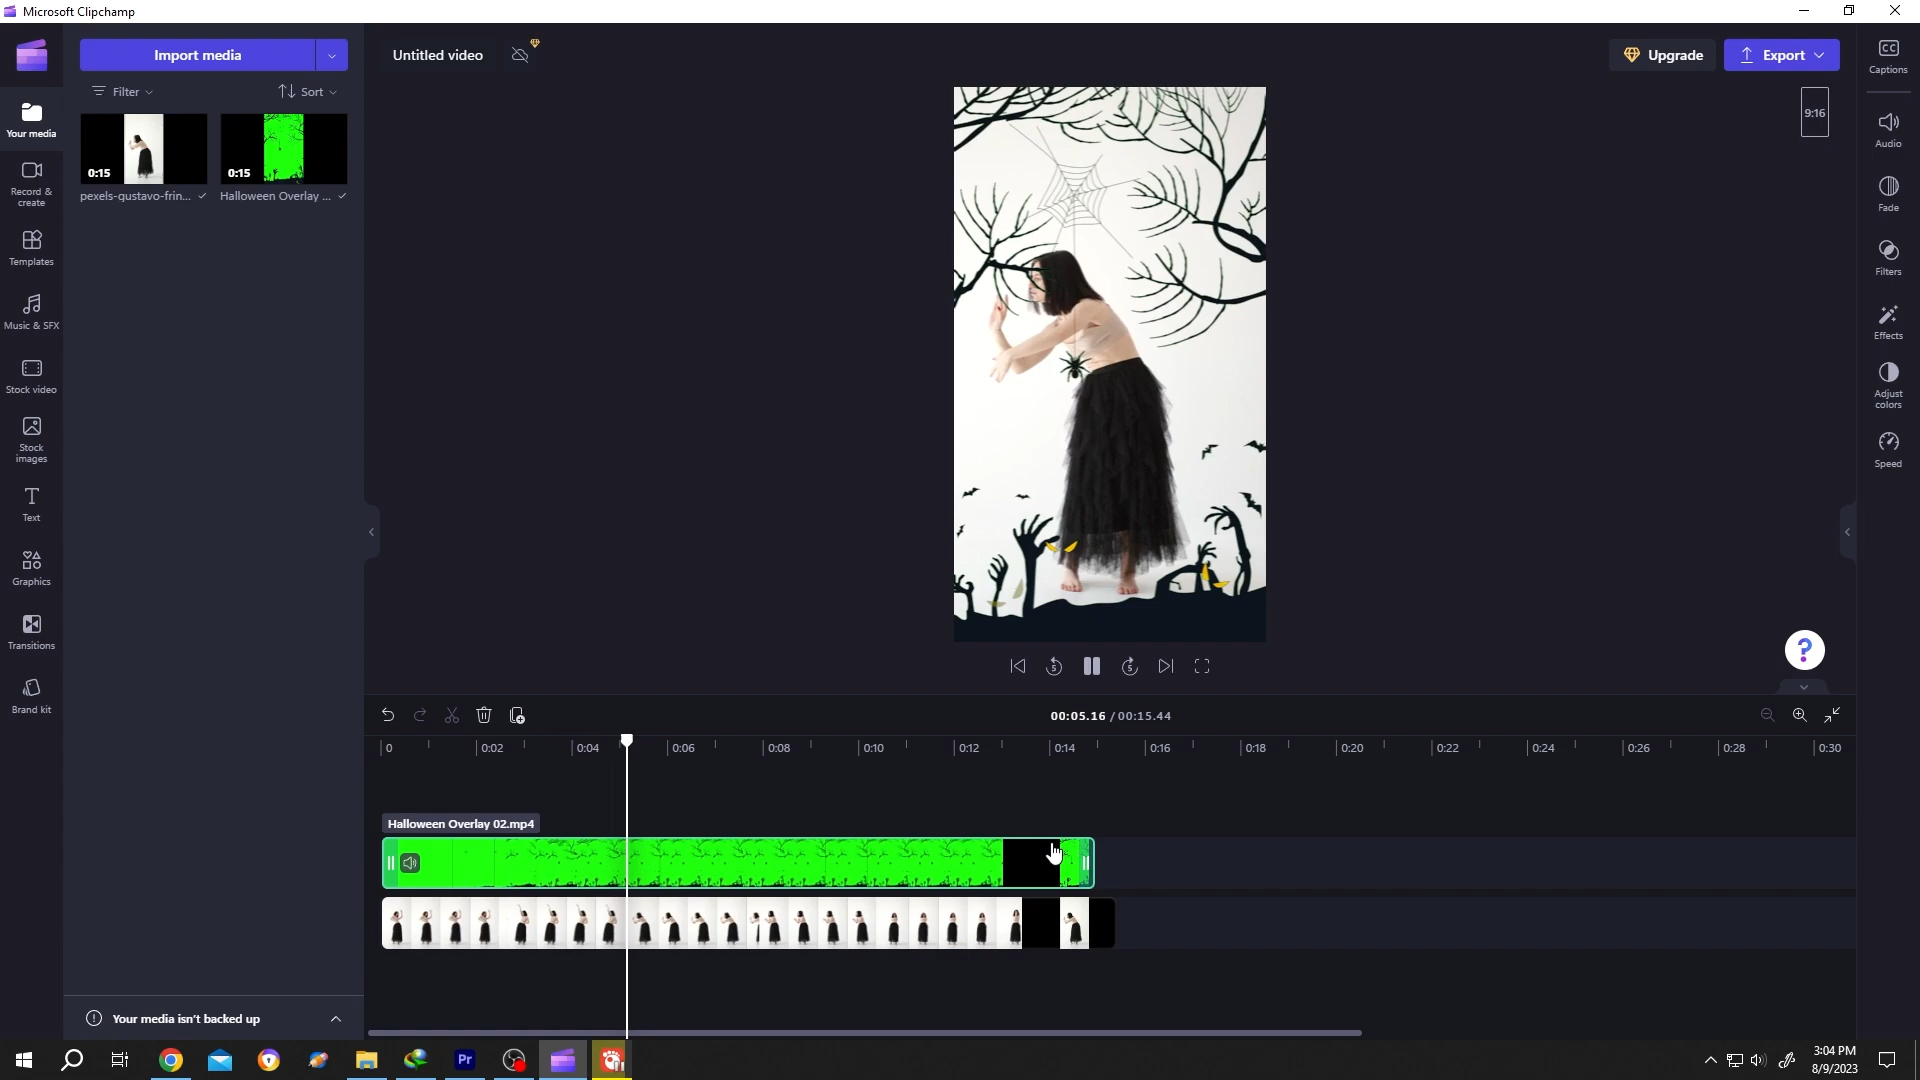 Microsoft Clipchamp
Import media
Untitled video
Upgrade
Export
Captions
Filter
Sort
9:16
Your media
0:15
0:15
pexels-gustavo-frin...
Halloween Overlay ...
Audio
Record &
create
Fade
Templates
Filters
Music & SFX
Effects
Stock video
Adjust
colors
Stock
images
Speed
Text
Graphics
Transitions
?
5
5
Brand kit
00:05.16 / 00:15.44
0
0:02
0:04
0:06
0:08
0:10
0:12
0:14
0:16
0:18
0:20
0:22
0:24
0:26
0:28
0:30
Halloween Overlay 02.mp4
Your media isn't backed up
Pr
3:04 PM
8/9/2023